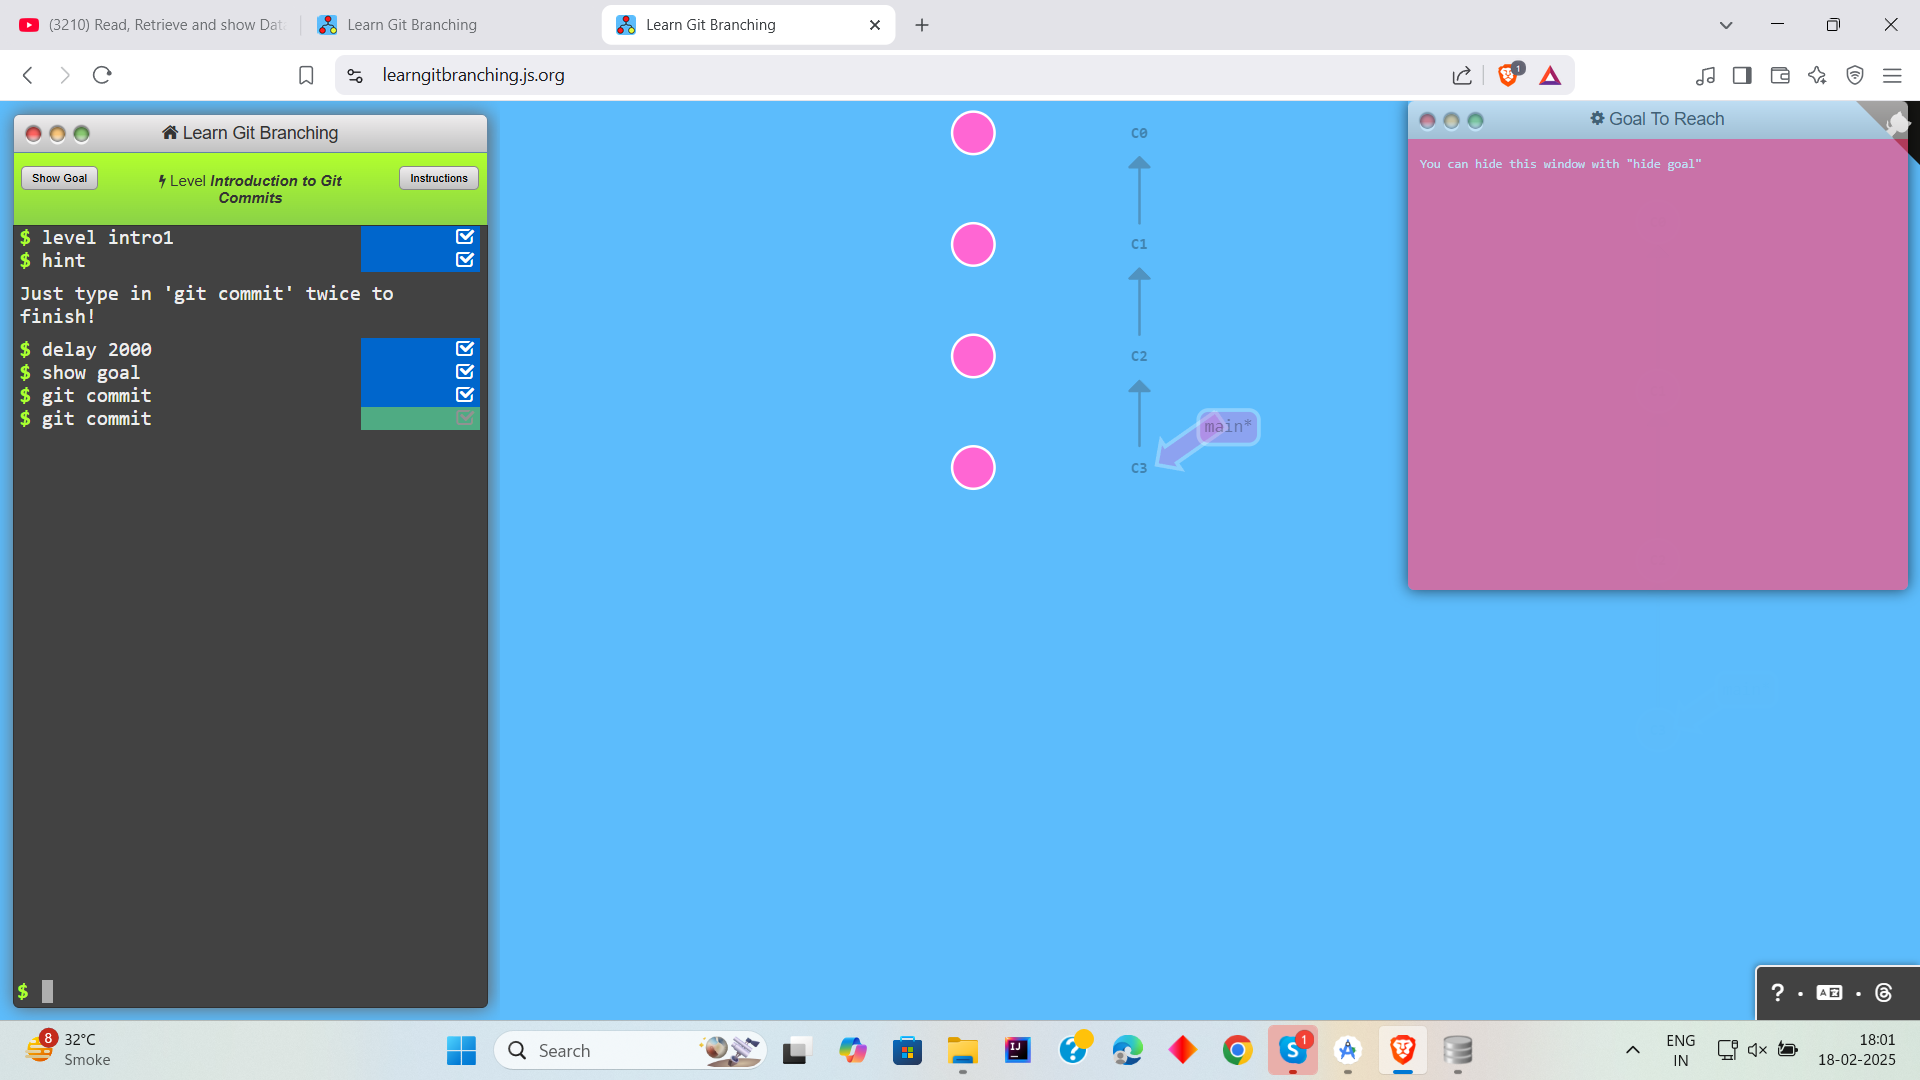 (3210) Read, Retrieve and show Dat
Learn Git Branching
Learn Git Branching
learngitbranching.js.org
1
Learn Git Branching
Show Goal
Level Introduction to Git
Commits
Instructions
$ level intro1
$ hint
Just type in 'git commit' twice to
finish!
$ delay 2000
$ show goal
$ git commit
$ git commit
$
C0
C1
C2
main*
C3
Goal To Reach
You can hide this window with "hide goal"
?
8
32°C
Smoke
Search
IJ
1
ENG
IN
18:01
18-02-2025